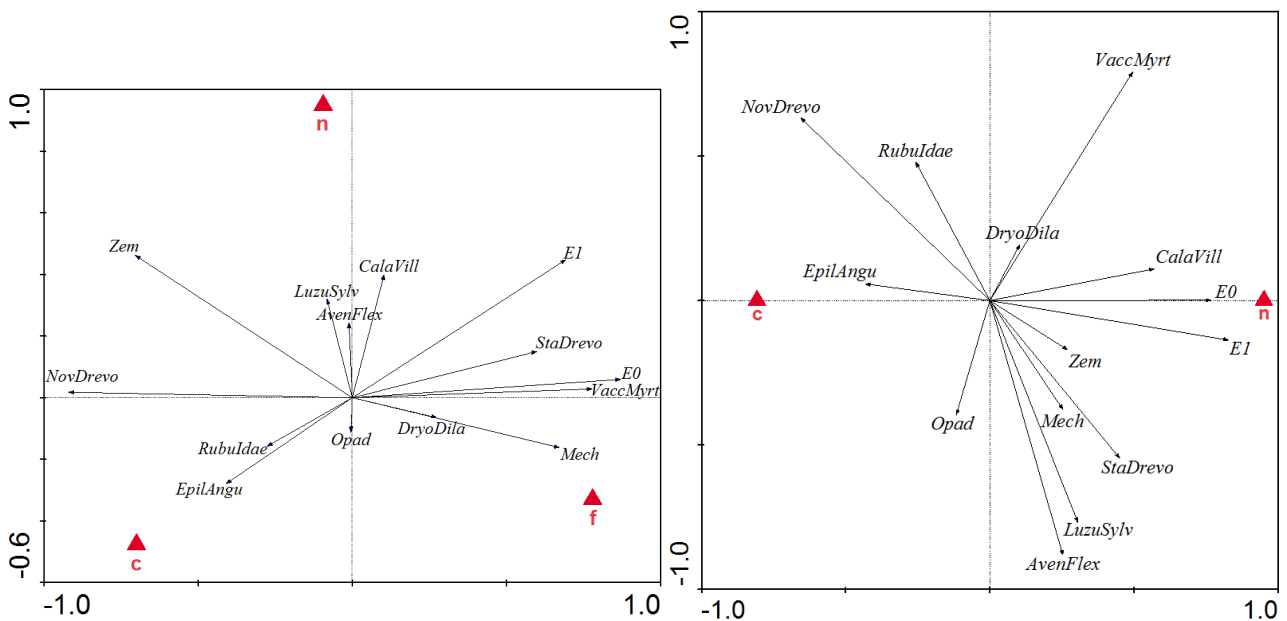 1.0
n
Zem
E1
CalaVill
LuzuSylv
AvenFlex
StaDrevo
NovDrevo
E0
VaccMyrt
RubuIdae
Opad
DryoDila
Mech
EpilAngu
f
c
-0.6
-1.0
1.0
1.0
VaccMyrt
NovDrevo
RubuIdae
DryoDila
CalaVill
EpilAngu
E0
c
n
E1
Zem
Opad
Mech
StaDrevo
LuzuSylv
AvenFlex
-1.0
-1.0
1.0